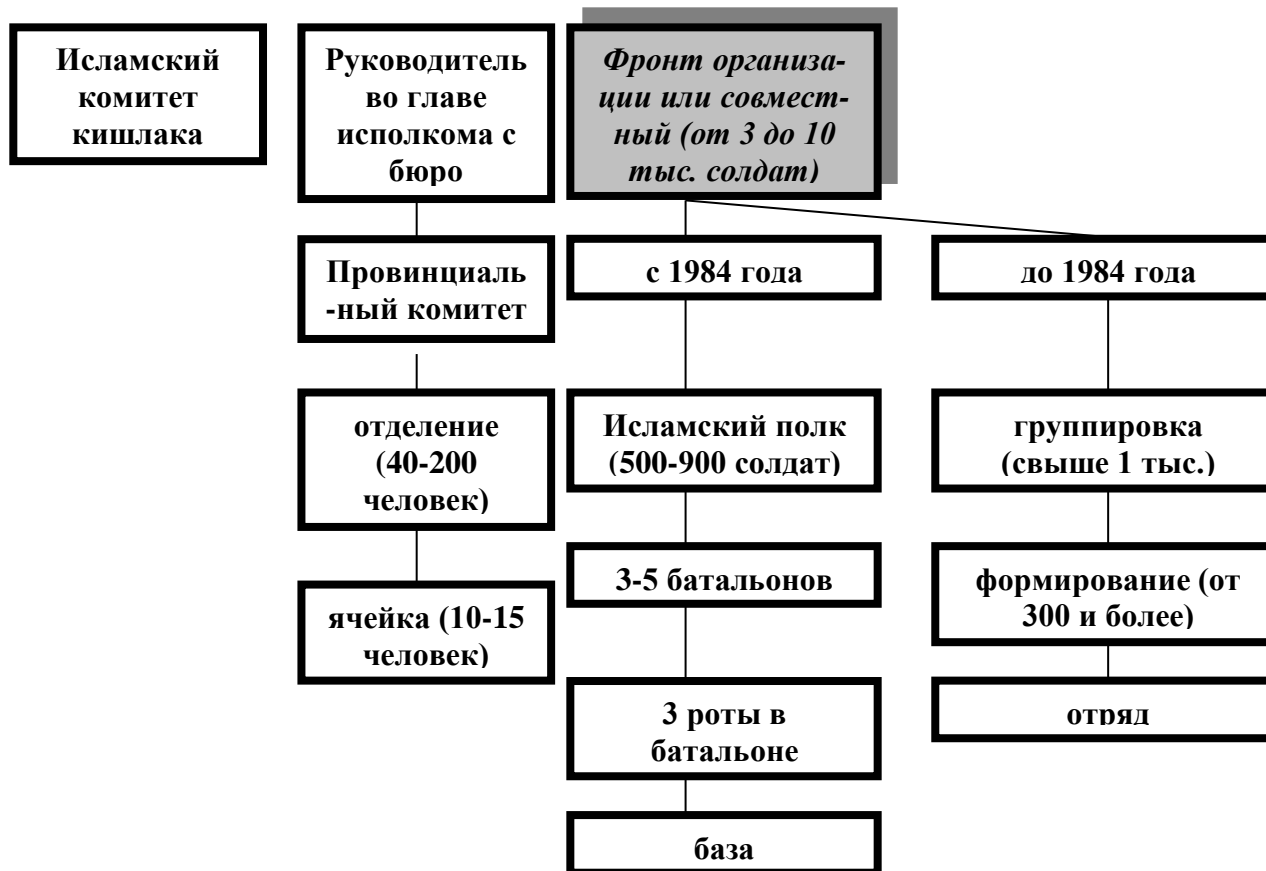 Исламский
комитет
кишлака
Руководитель
во главе
исполкома с
бюро
Провинциаль
-ный комитет
отделение
(40-200
человек)
ячейка (10-15
человек)
Фронт организа-
ции или совмест-
ный (от 3 до 10
тыс. солдат)
с 1984 года
Исламский полк
(500-900 солдат)
3-5 батальонов
3 роты в
батальоне
база
до 1984 года
группировка
(свыше 1 тыс.)
формирование (от
300 и более)
отряд